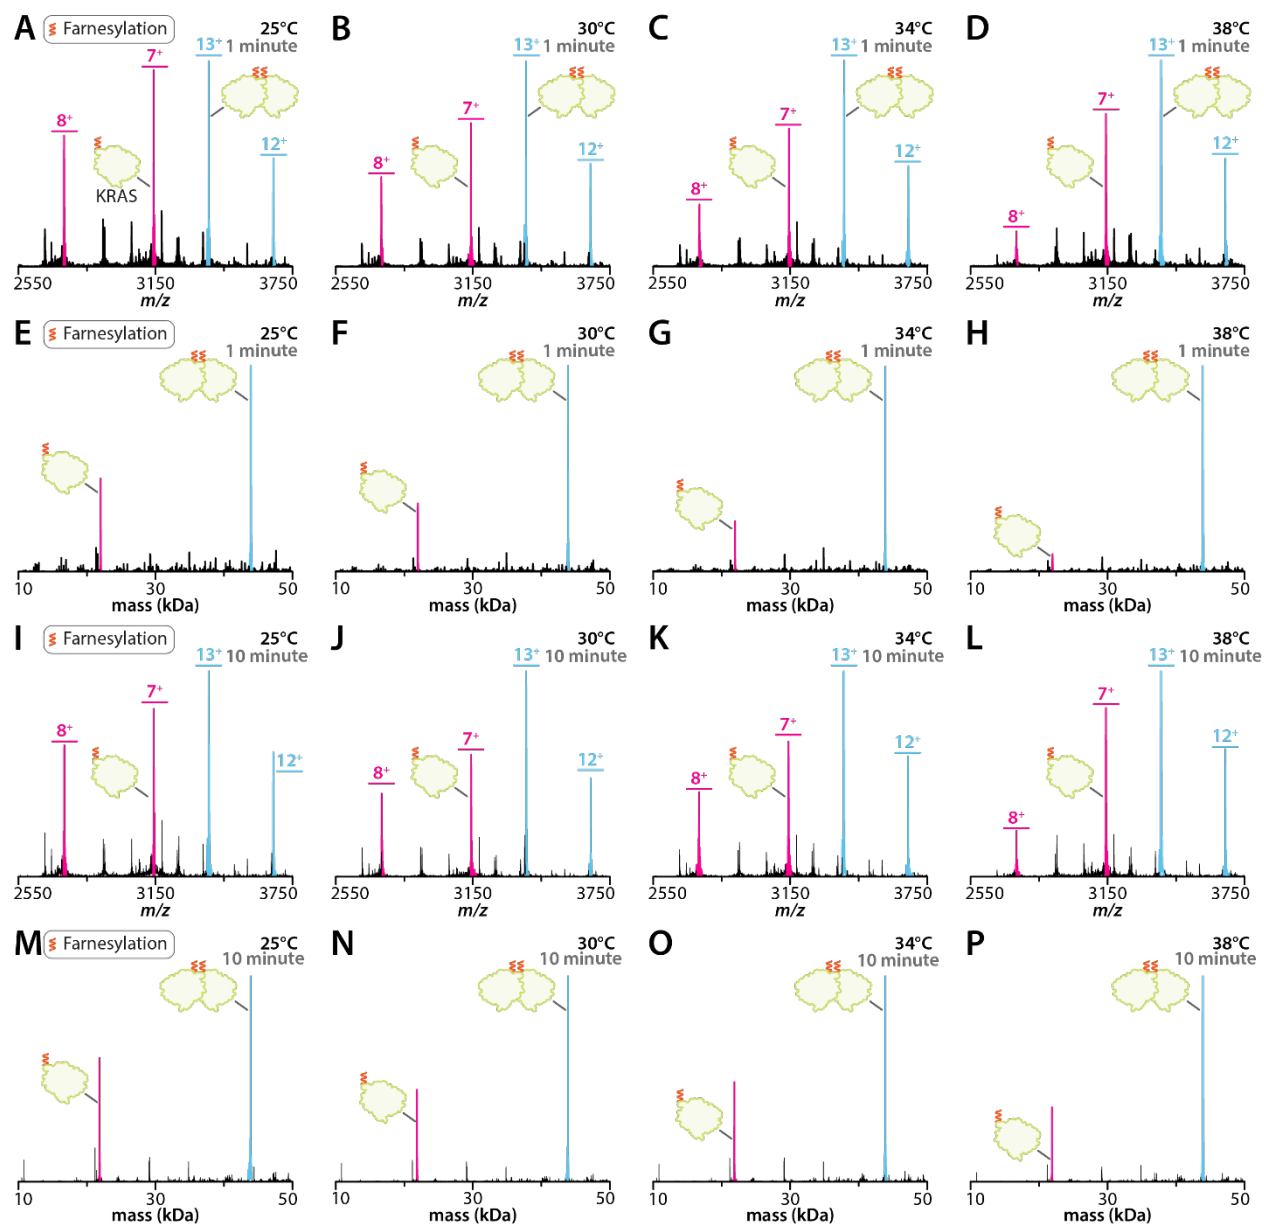 A Farnesylation 25°C B 30°C C 34°C D 38°C
13⁺ 1 minute 13⁺ 1 minute 13⁺ 1 minute 13⁺ 1 minute
7⁺
7⁺ 7⁺ 7⁺
8⁺ 12⁺ 8⁺ 12⁺ 8⁺ 12⁺ 8⁺ 12⁺
KRAS
2550 3150 3750 2550 3150 3750 2550 3150 3750 2550 3150 3750
m/z m/z m/z m/z
E Farnesylation 25°C F 30°C G 34°C H 38°C
1 minute 1 minute 1 minute 1 minute
10 30 50 10 30 50 10 30 50 10 30 50
mass (kDa) mass (kDa) mass (kDa) mass (kDa)
I Farnesylation 25°C J 30°C K 34°C L 38°C
13⁺ 10 minute 13⁺ 10 minute 13⁺ 10 minute 13⁺ 10 minute
7⁺ 7⁺ 7⁺ 7⁺
8⁺ 12⁺ 8⁺ 12⁺ 8⁺ 12⁺ 8⁺ 12⁺
2550 3150 3750 2550 3150 3750 2550 3150 3750 2550 3150 3750
m/z m/z m/z m/z
M Farnesylation 25°C N 30°C O 34°C P 38°C
10 minute 10 minute 10 minute 10 minute
10 30 50 10 30 50 10 30 50 10 30 50
mass (kDa) mass (kDa) mass (kDa) mass (kDa)